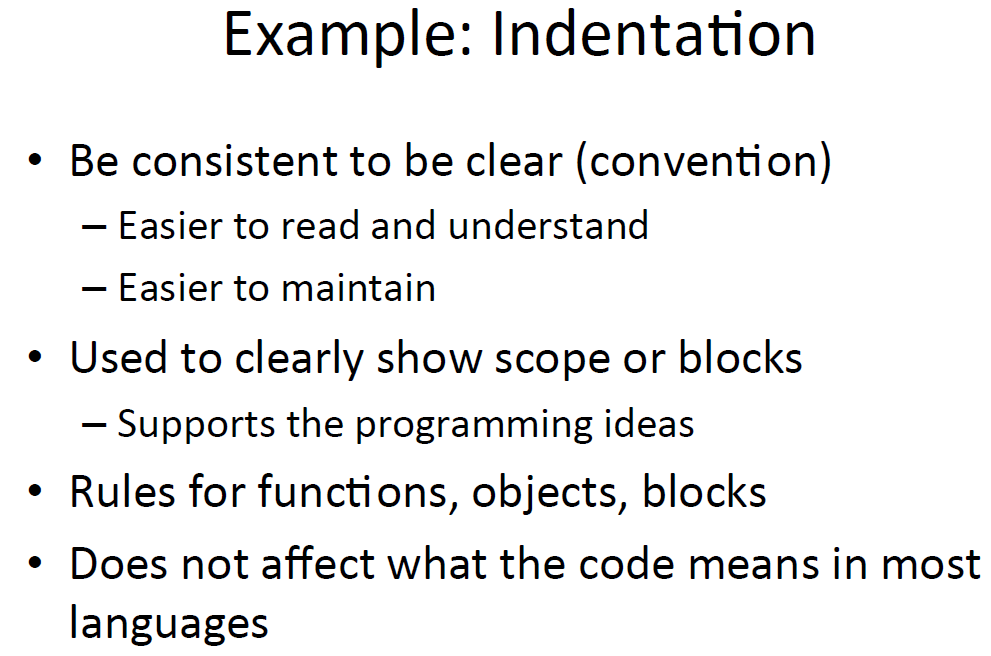 Example: Indentation
• Be consistent to be clear (convention)
– Easier to read and understand
– Easier to maintain
• Used to clearly show scope or blocks
– Supports the programming ideas
• Rules for functions, objects, blocks
• Does not affect what the code means in most
languages